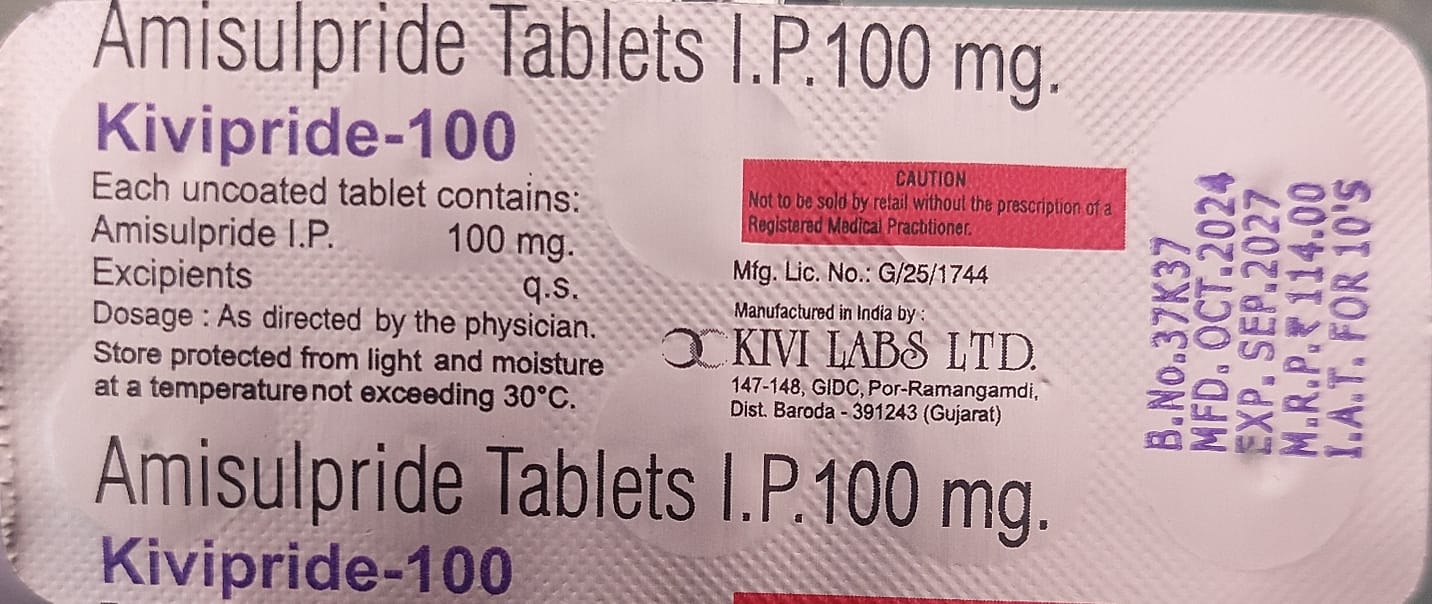 Amisulpride Tablets I.P.100 mg.
Kivipride-100
Each uncoated tablet contains:
Amisulpride I.P. 100 mg.
Excipients q.s.
Dosage : As directed by the physician.
Store protected from light and moisture
at a temperature not exceeding 30°C.
CAUTION
Not to be sold by retail without the prescription of a
Registered Medical Practitioner.
Mfg. Lic. No.: G/25/1744
Manufactured in India by :
KIVI LABS LTD.
147-148, GIDC, Por-Ramangamdi,
Dist. Baroda - 391243 (Gujarat)
B.No.37K37
MFD. OCT.2024
EXP. SEP.2027
M.R.P.₹ 114.00
I.A.T. FOR 10'S
Amisulpride Tablets I.P.100 mg.
Kivipride-100